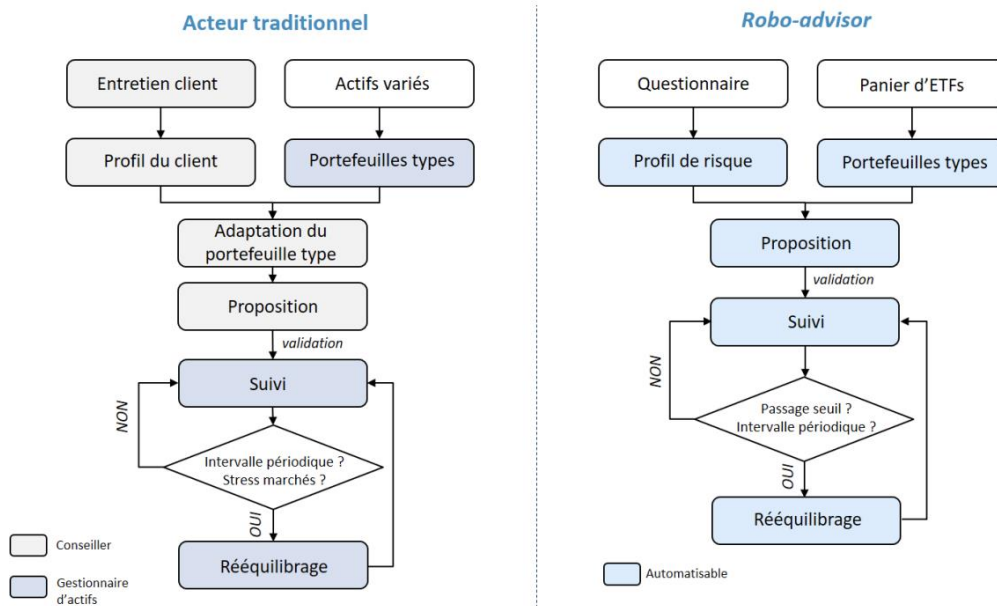 Acteur traditionnel
Entretien client
Actifs variés
Profil du client
Portefeuilles types
Adaptation du
portefeuille type
Proposition
validation
Suivi
NON
Intervalle périodique ?
Stress marchés ?
OUI
Rééquilibrage
Conseiller
Gestionnaire
d'actifs
Robo-advisor
Questionnaire
Panier d'ETFs
Profil de risque
Portefeuilles types
Proposition
validation
Suivi
NON
Passage seuil ?
Intervalle périodique ?
OUI
Rééquilibrage
Automatisable